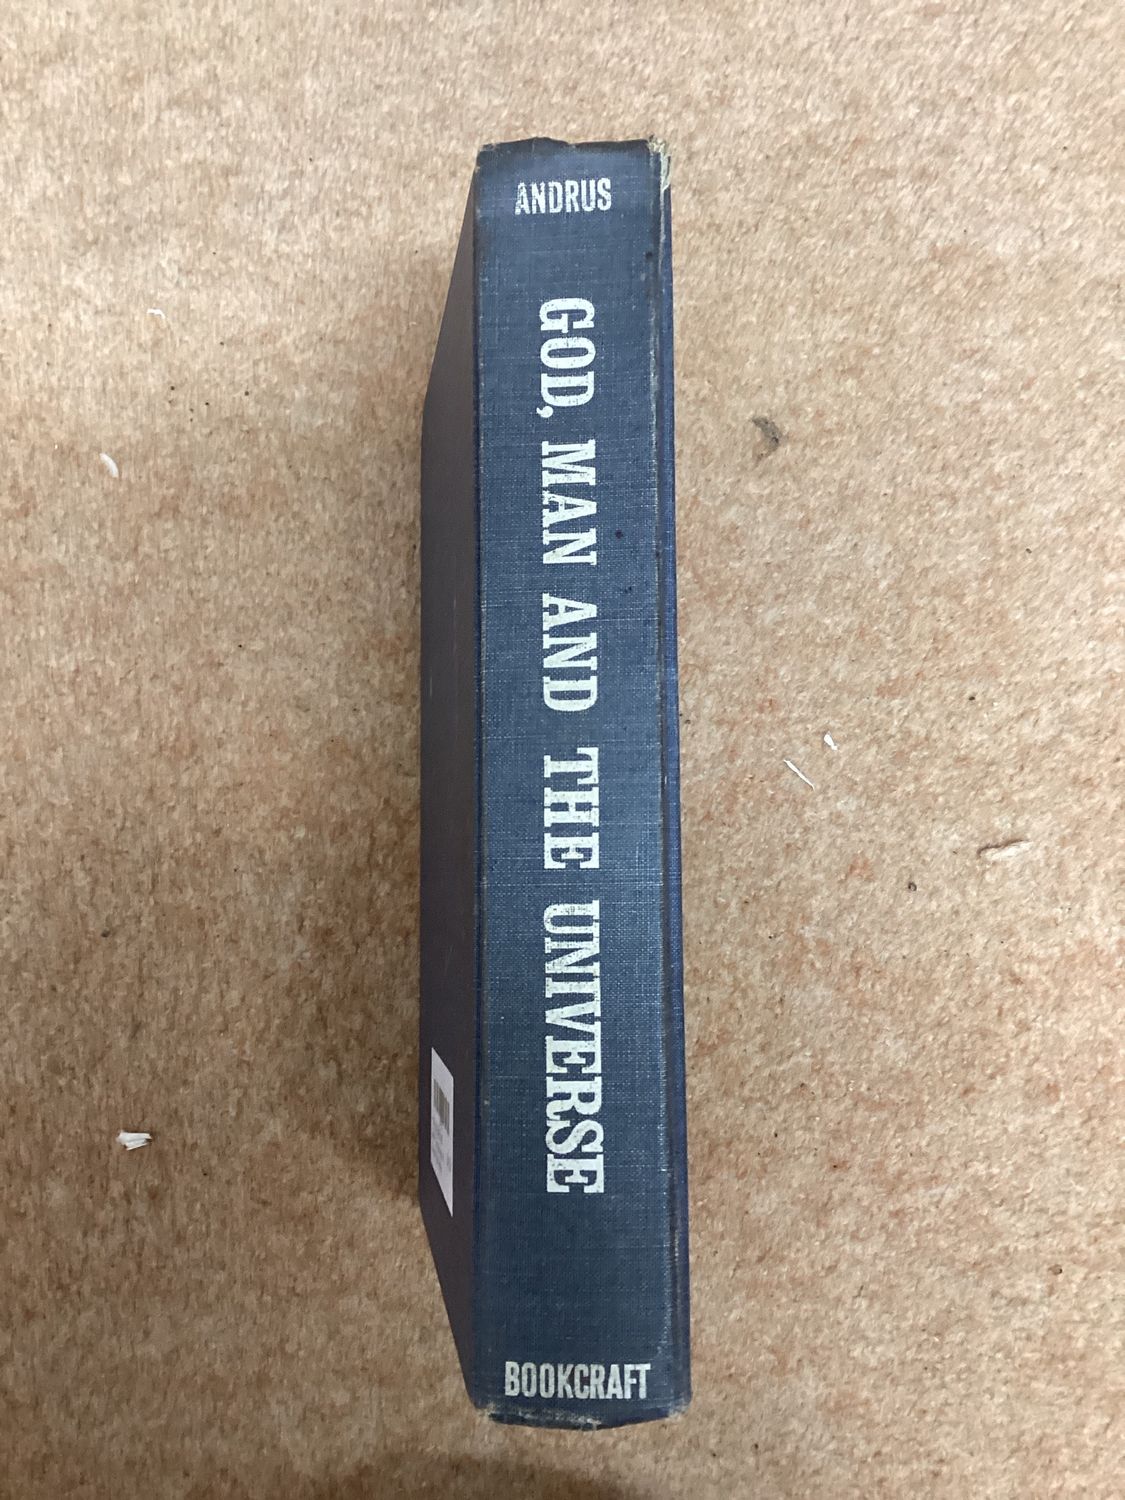 ANDRUS
GOD, MAN AND THE UNIVERSE
BOOKCRAFT